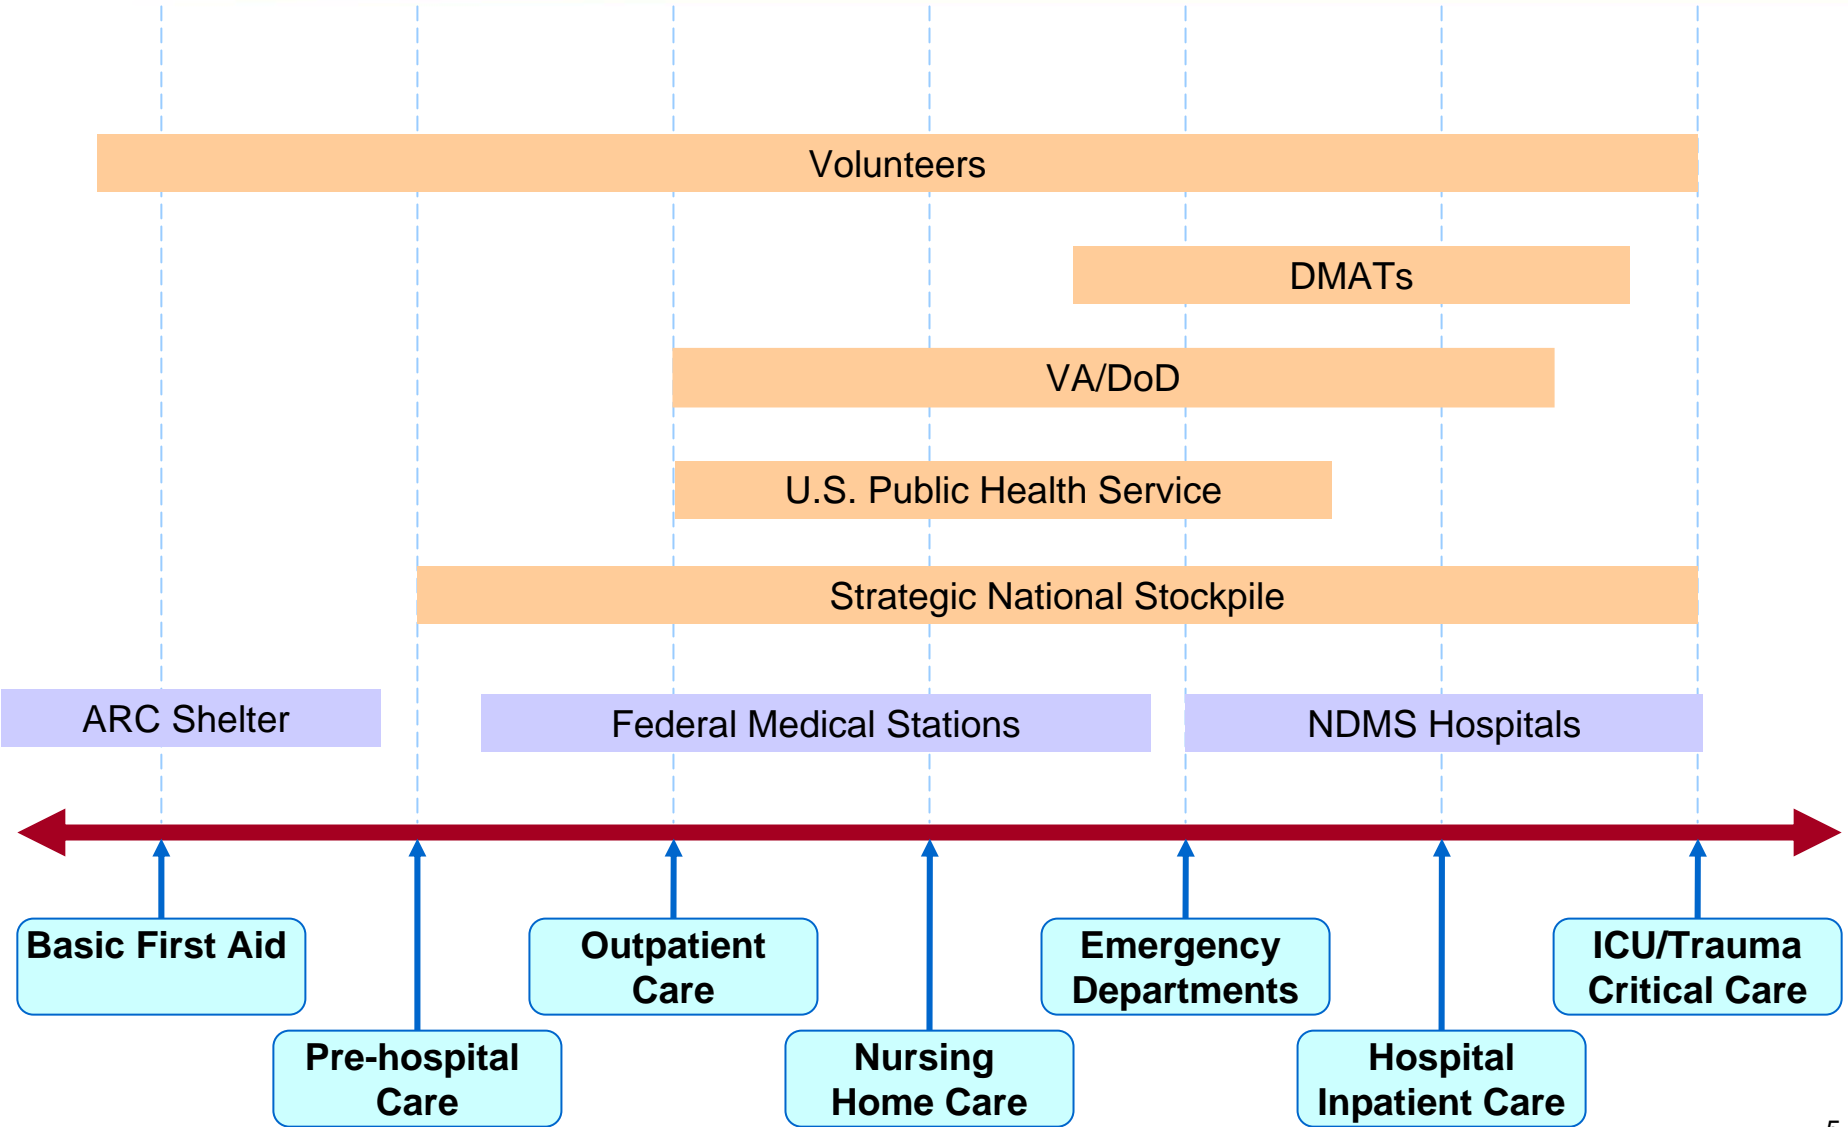 Volunteers
DMATs
VA/DoD
U.S. Public Health Service
Strategic National Stockpile
ARC Shelter
Federal Medical Stations
NDMS Hospitals
Basic First Aid
Outpatient
Care
Emergency
Departments
ICU/Trauma
Critical Care
Pre-hospital
Care
Nursing
Home Care
Hospital
Inpatient Care